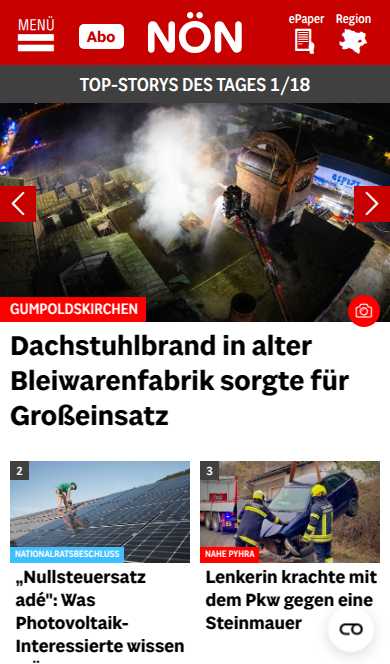 MENÜ
Abo
NÖN
ePaper
Region
TOP-STORYS DES TAGES 1/18
GUMPOLDSKIRCHEN
Dachstuhlbrand in alter
Bleiwarenfabrik sorgte für
Großeinsatz
2
NATIONALRATSBESCHLUSS
„Nullsteuersatz
adé": Was
Photovoltaik-
Interessierte wissen
3
NAHE PYHRA
Lenkerin krachte mit
dem Pkw gegen eine
Steinmauer